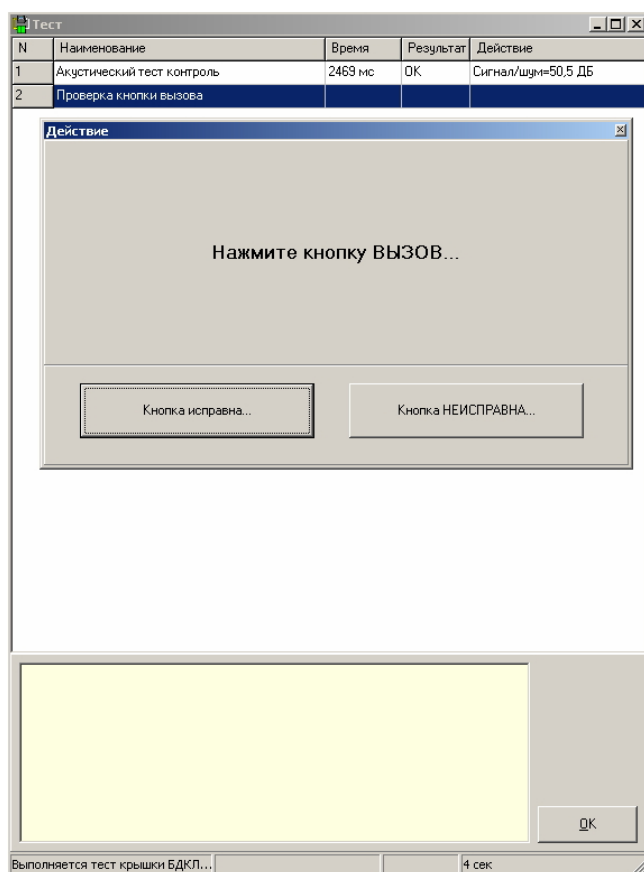 Тест
N Наименование Время Результат Действие
1 Акустический тест контроль 2469 мс OK Сигнал/шум=50,5 ДБ
2 Проверка кнопки вызова
Действие
Нажмите кнопку ВЫЗОВ...
Кнопка исправна... Кнопка НЕИСПРАВНА...
OK
Выполняется тест крышки БДКЛ... 4 сек